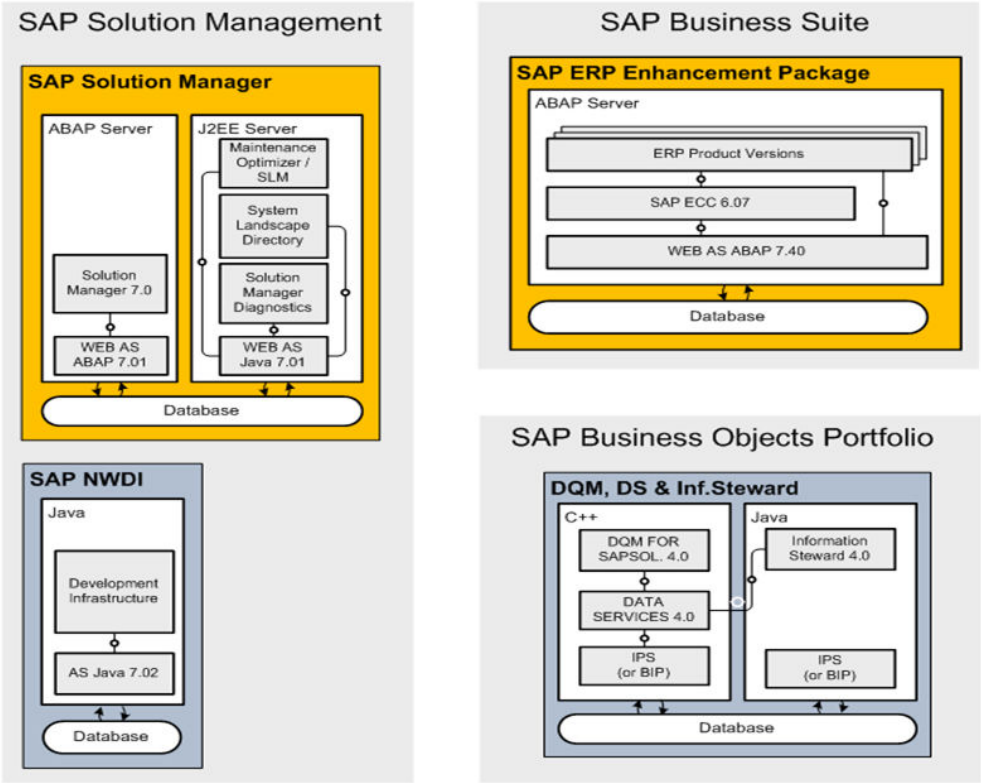 SAP Solution Management
SAP Solution Manager
ABAP Server
Solution
Manager 7.0
WEB AS
ABAP 7.01
J2EE Server
Maintenance
Optimizer /
SLM
System
Landscape
Directory
Solution
Manager
Diagnostics
WEB AS
Java 7.01
Database
SAP NWDI
Java
Development
Infrastructure
AS Java 7.02
Database
SAP Business Suite
SAP ERP Enhancement Package
ABAP Server
ERP Product Versions
SAP ECC 6.07
WEB AS ABAP 7.40
Database
SAP Business Objects Portfolio
DQM, DS & Inf.Steward
C++
DQM FOR
SAPSOL. 4.0
DATA
SERVICES 4.0
IPS
(or BIP)
Java
Information
Steward 4.0
IPS
(or BIP)
Database